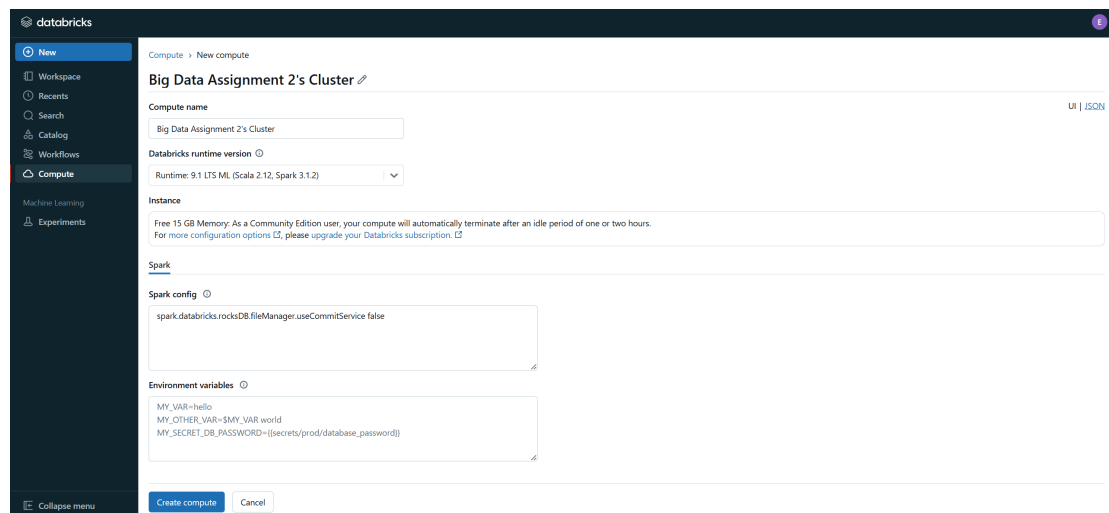 databricks
E
New
Workspace
Recents
Search
Catalog
Workflows
Compute
Machine Learning
Experiments
Collapse menu
Compute › New compute
Big Data Assignment 2's Cluster
UI | JSON
Compute name
Big Data Assignment 2's Cluster
Databricks runtime version
Runtime: 9.1 LTS ML (Scala 2.12, Spark 3.1.2)
Instance
Free 15 GB Memory: As a Community Edition user, your compute will automatically terminate after an idle period of one or two hours.
For more configuration options, please upgrade your Databricks subscription.
Spark
Spark config
spark.databricks.rocksDB.fileManager.useCommitService false
Environment variables
MY_VAR=hello
MY_OTHER_VAR=$MY_VAR world
MY_SECRET_DB_PASSWORD={{secrets/prod/database_password}}
Create compute
Cancel